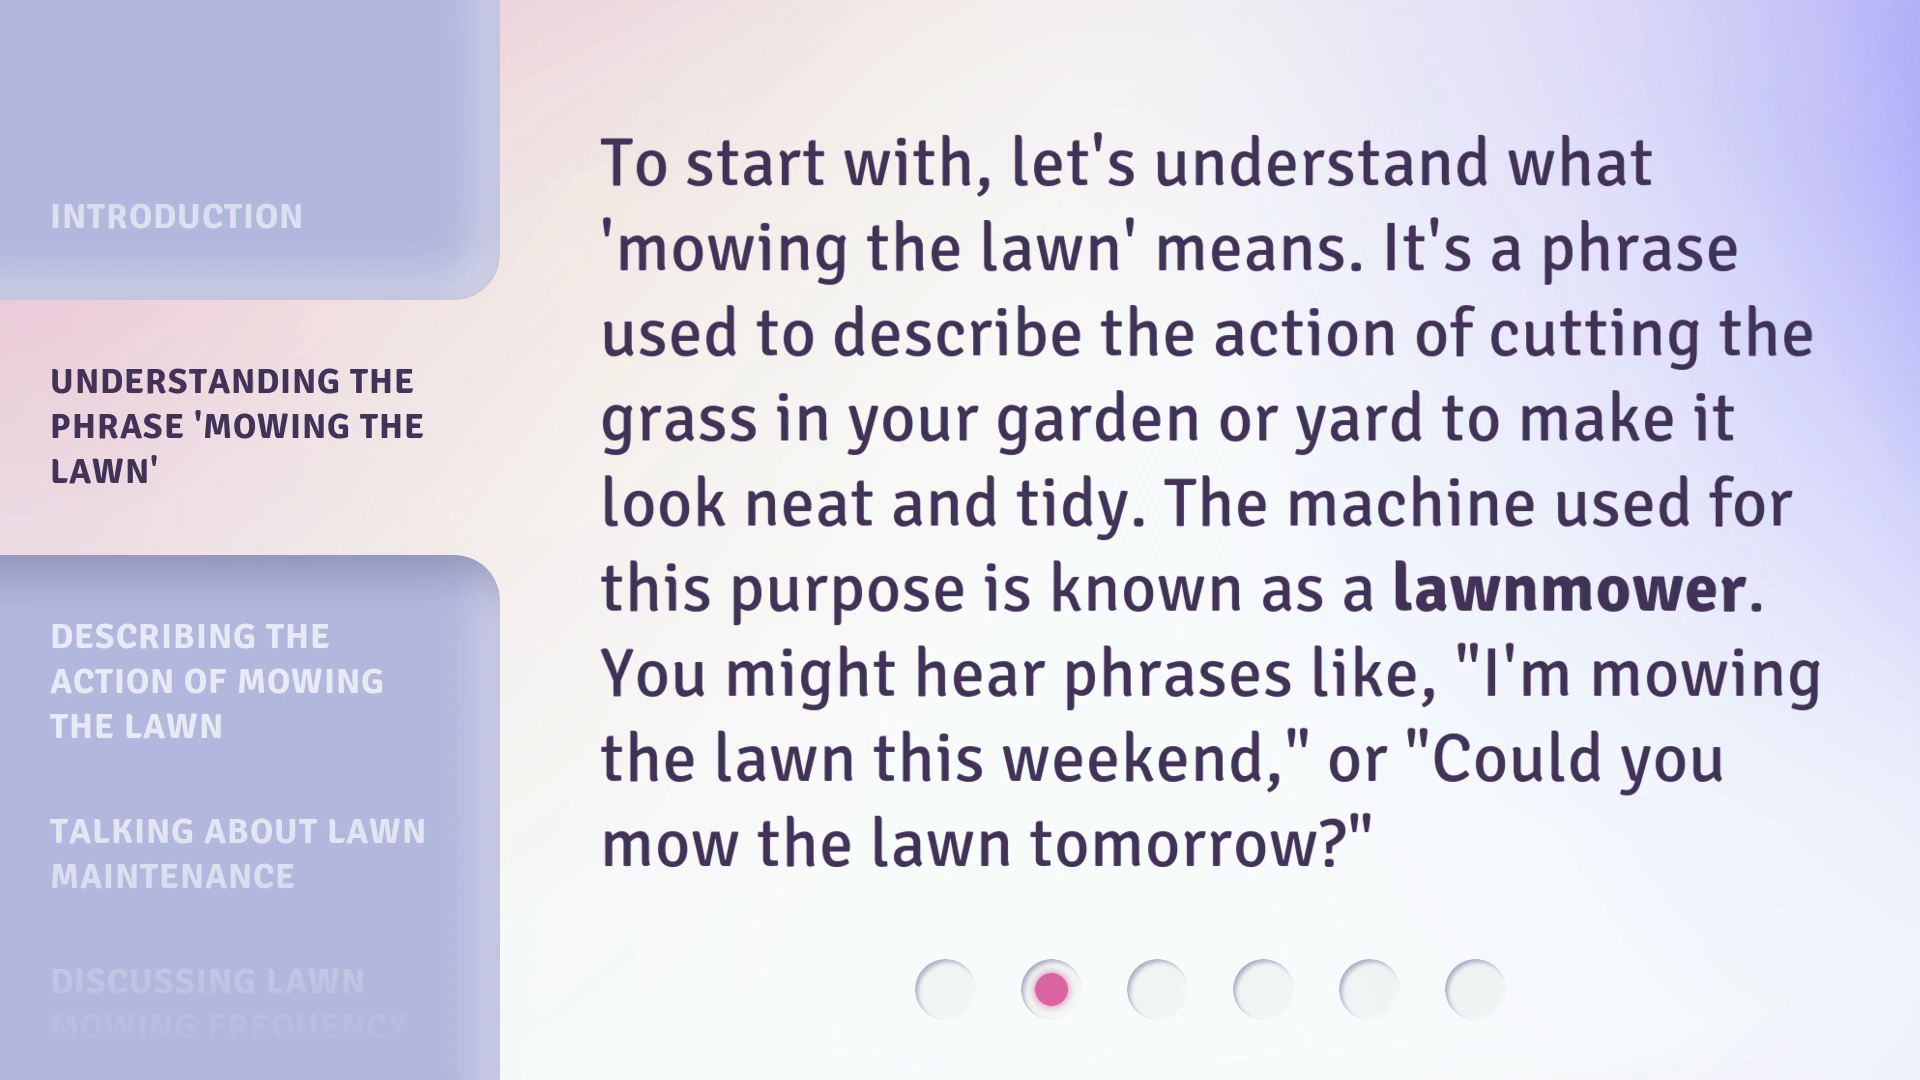 INTRODUCTION
UNDERSTANDING THE
PHRASE 'MOWING THE
LAWN'
DESCRIBING THE
ACTION OF MOWING
THE LAWN
TALKING ABOUT LAWN
MAINTENANCE
DISCUSSING LAWN
MOWING FREQUENCY
To start with, let's understand what
'mowing the lawn' means. It's a phrase
used to describe the action of cutting the
grass in your garden or yard to make it
look neat and tidy. The machine used for
this purpose is known as a lawnmower.
You might hear phrases like, "I'm mowing
the lawn this weekend," or "Could you
mow the lawn tomorrow?"